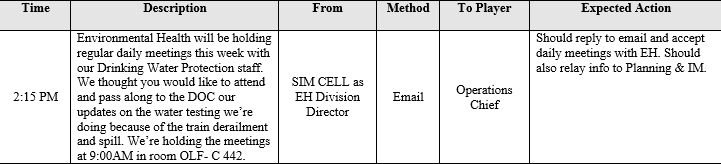 Time Description From Method To Player Expected Action
2:15 PM
Environmental Health will be holding
regular daily meetings this week with
our Drinking Water Protection staff.
We thought you would like to attend
and pass along to the DOC our
updates on the water testing we're
doing because of the train derailment
and spill. We're holding the meetings
at 9:00AM in room OLF- C 442.
SIM CELL as
EH Division
Director
Email
Operations
Chief
Should reply to email and accept
daily meetings with EH. Should
also relay info to Planning & IM.